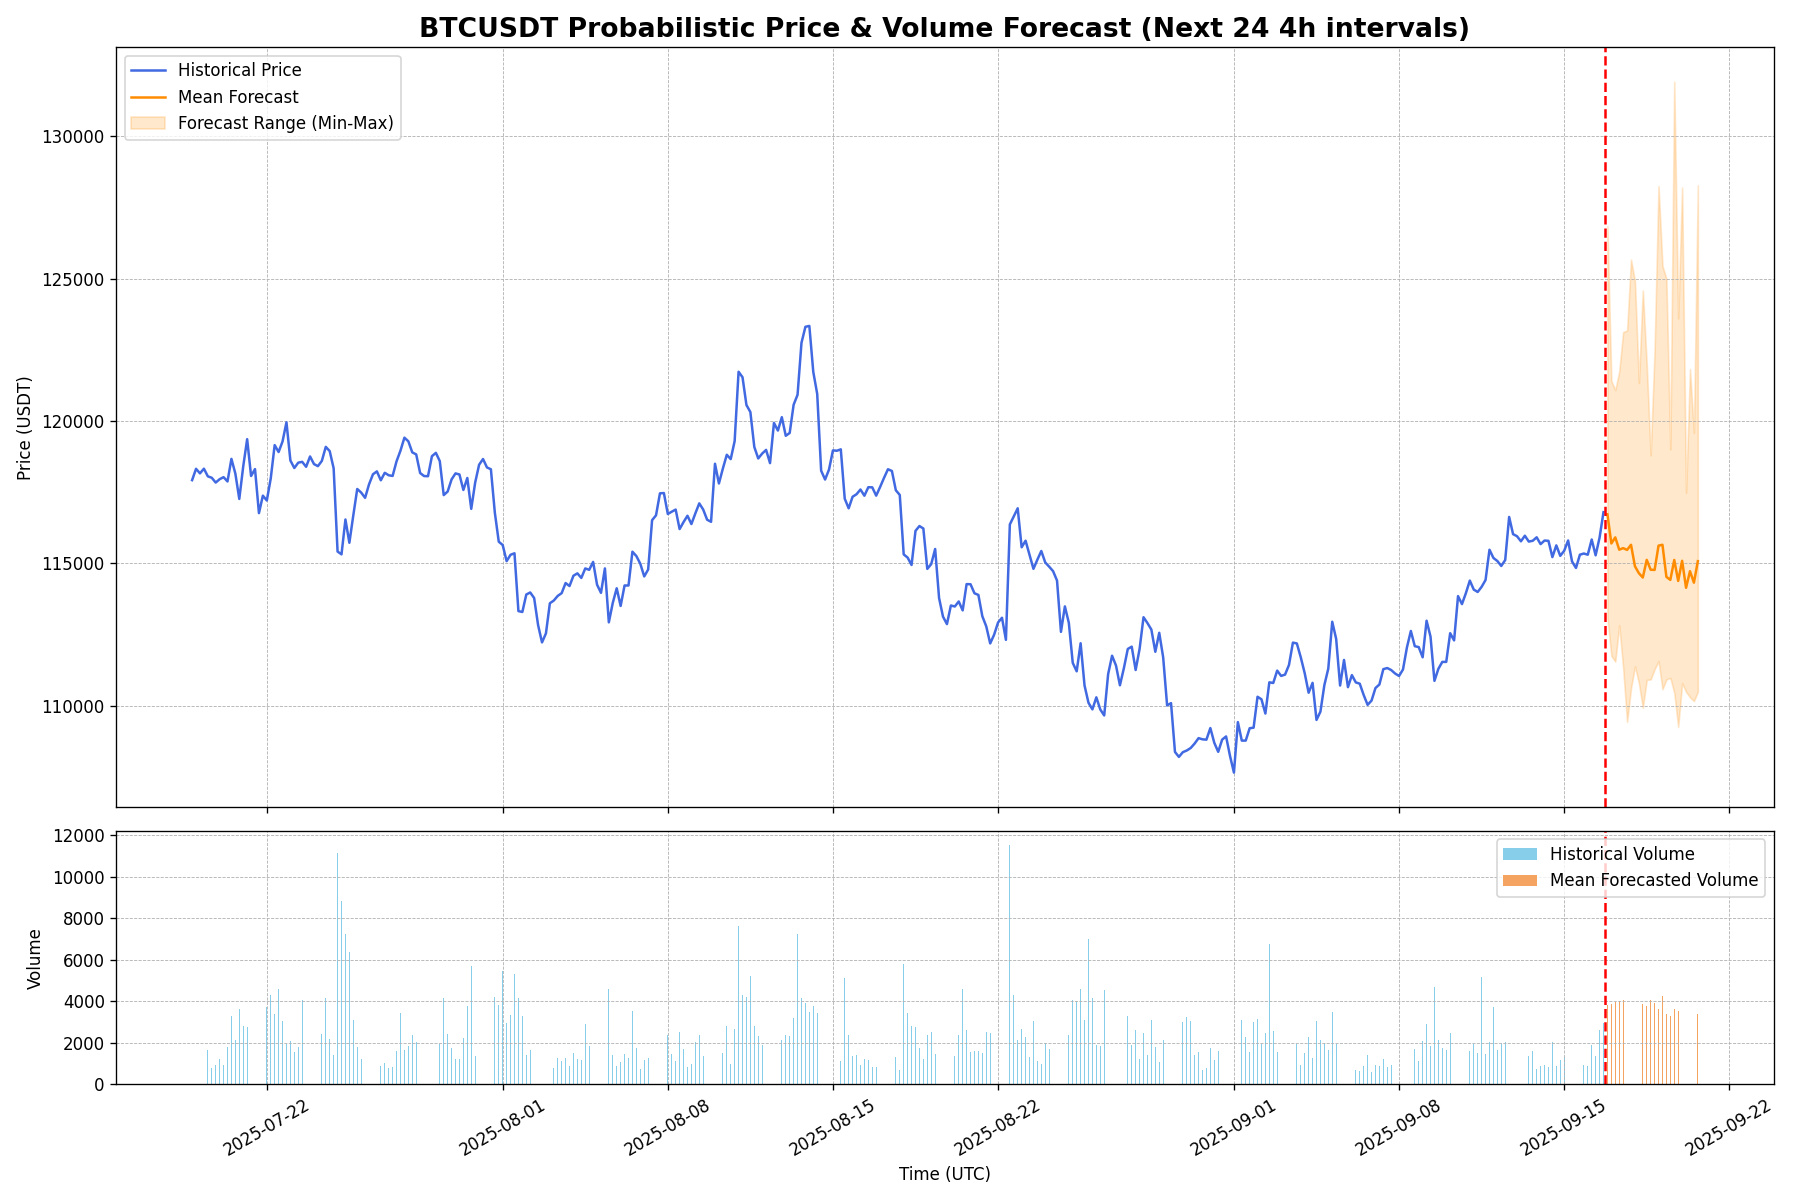 BTCUSDT Probabilistic Price & Volume Forecast (Next 24 4h intervals)
Historical Price
Mean Forecast
Forecast Range (Min-Max)
130000
125000
120000
115000
110000
Price (USDT)
12000
10000
8000
6000
4000
2000
0
Volume
Historical Volume
Mean Forecasted Volume
2025-07-22
2025-08-01
2025-08-08
2025-08-15
2025-08-22
2025-09-01
2025-09-08
2025-09-15
2025-09-22
Time (UTC)